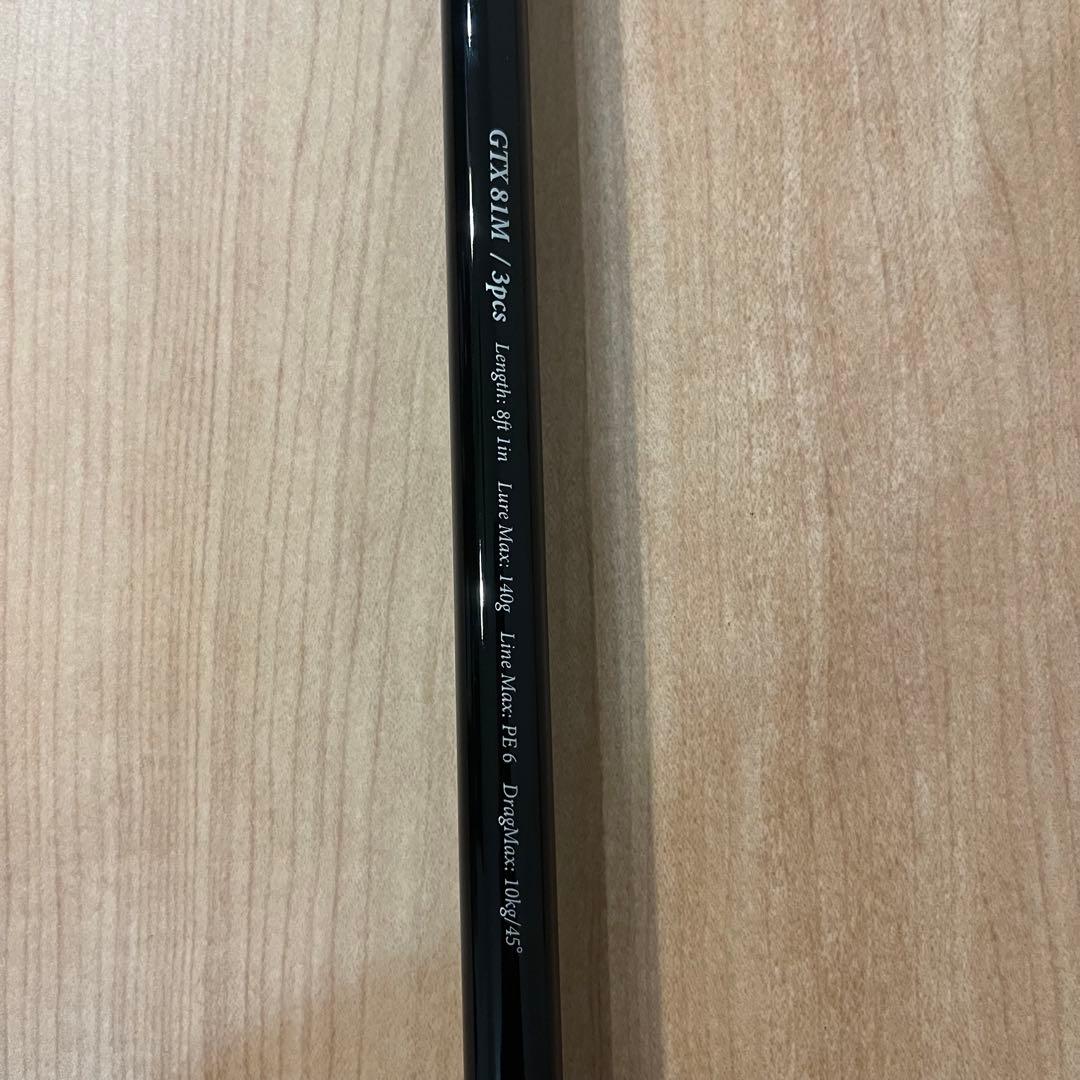 GTX 81M / 3pcs Length: 8ft 1in Lure Max: 140g Line Max: PE 6 DragMax: 10kg/45°